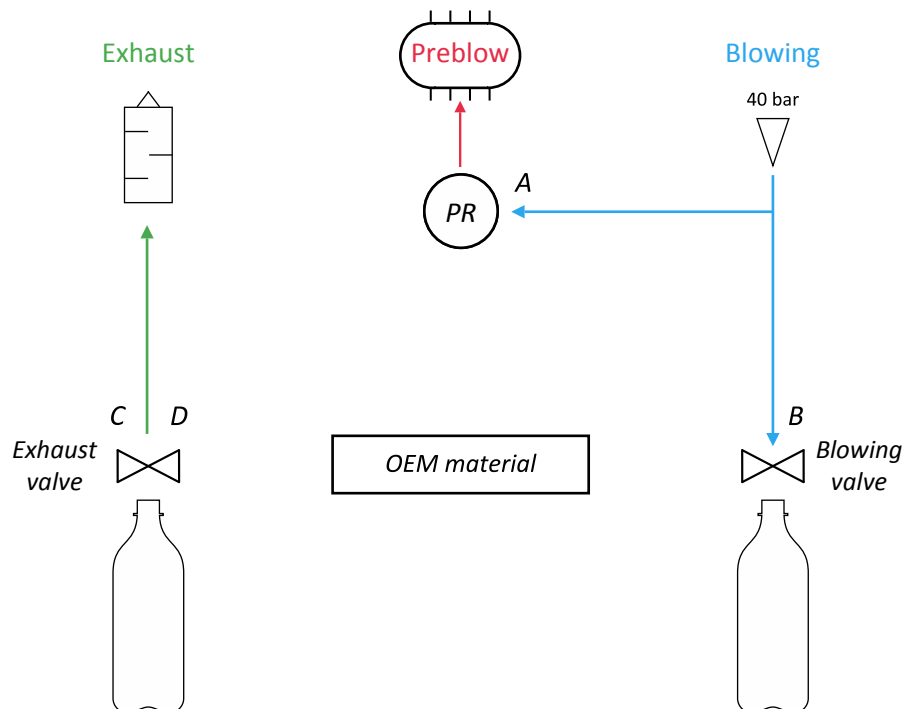 Exhaust
Preblow
Blowing
40 bar
A
PR
C D
B
Exhaust
valve
OEM material
Blowing
valve